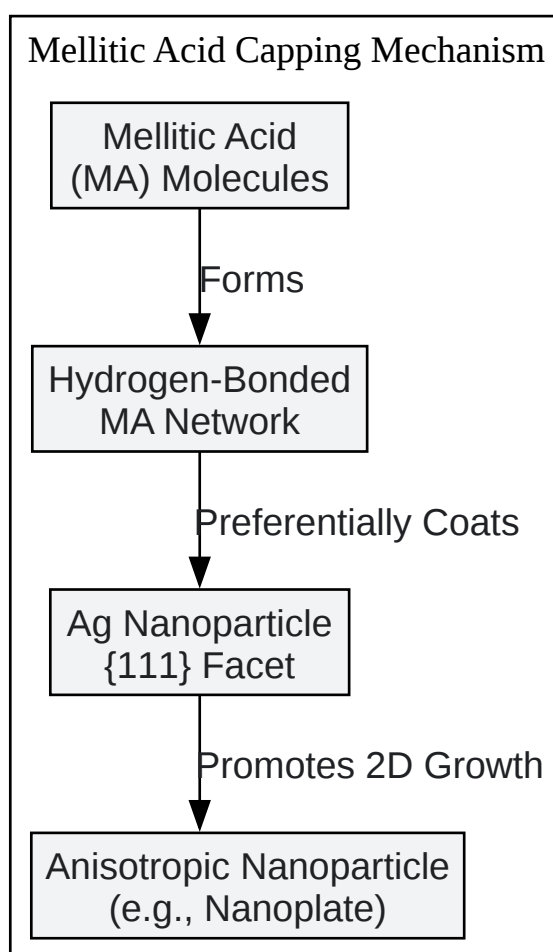 Mellitic Acid Capping Mechanism
Mellitic Acid
(MA) Molecules
Forms
Hydrogen-Bonded
MA Network
Preferentially Coats
Ag Nanoparticle
{111} Facet
Promotes 2D Growth
Anisotropic Nanoparticle
(e.g., Nanoplate)